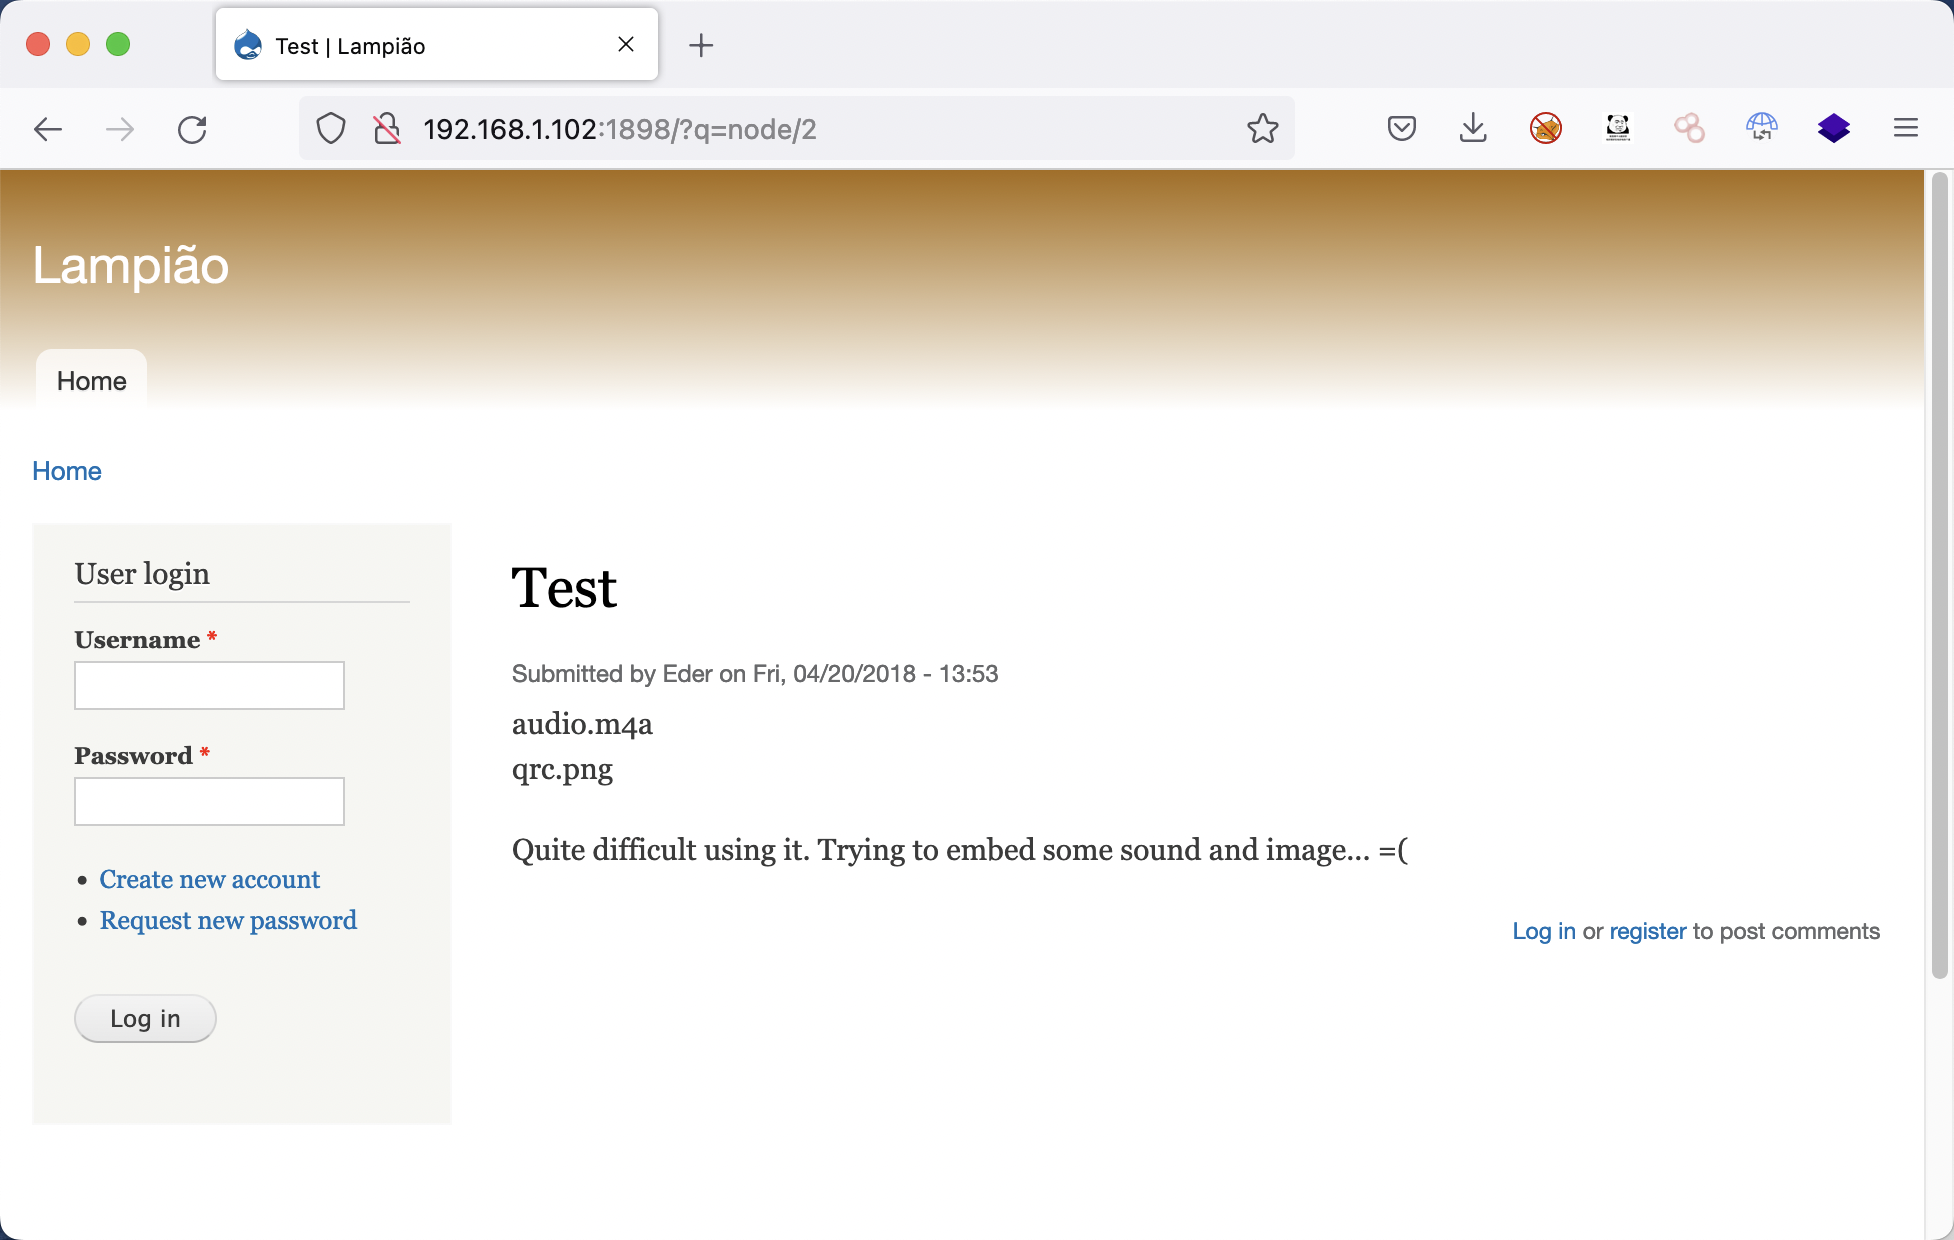 Test | Lampião
192.168.1.102:1898/?q=node/2
Lampião
Home
Home
User login
Username *
Password *
Create new account
Request new password
Log in
Test
Submitted by Eder on Fri, 04/20/2018 - 13:53
audio.m4a
qrc.png
Quite difficult using it. Trying to embed some sound and image... =(
Log in or register to post comments